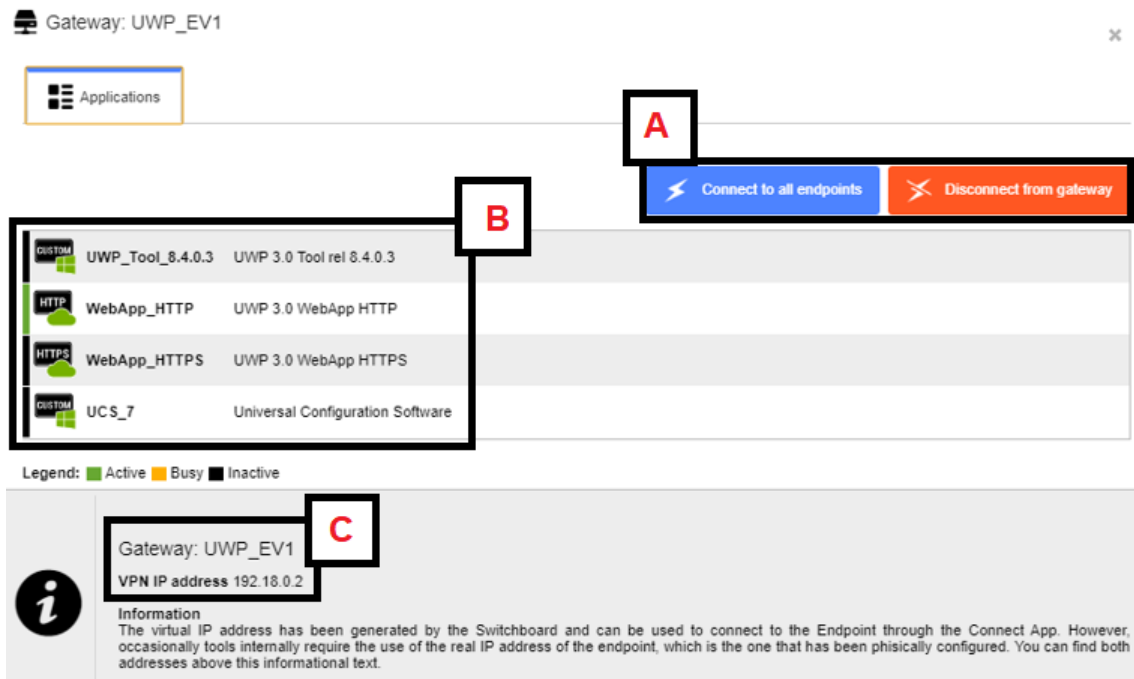 Gateway: UWP_EV1
×
Applications
A
Connect to all endpoints Disconnect from gateway
B
CUSTOM UWP_Tool_8.4.0.3 UWP 3.0 Tool rel 8.4.0.3
HTTP WebApp_HTTP UWP 3.0 WebApp HTTP
HTTPS WebApp_HTTPS UWP 3.0 WebApp HTTPS
CUSTOM UCS_7 Universal Configuration Software
Legend: Active Busy Inactive
C
Gateway: UWP_EV1
VPN IP address 192.18.0.2
i
Information
The virtual IP address has been generated by the Switchboard and can be used to connect to the Endpoint through the Connect App. However,
occasionally tools internally require the use of the real IP address of the endpoint, which is the one that has been phisically configured. You can find both
addresses above this informational text.